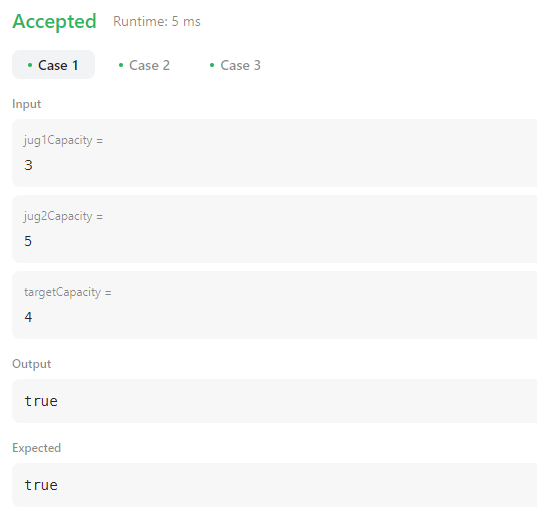 Accepted Runtime: 5 ms
• Case 1 • Case 2 • Case 3
Input
jug1Capacity =
3
jug2Capacity =
5
targetCapacity =
4
Output
true
Expected
true